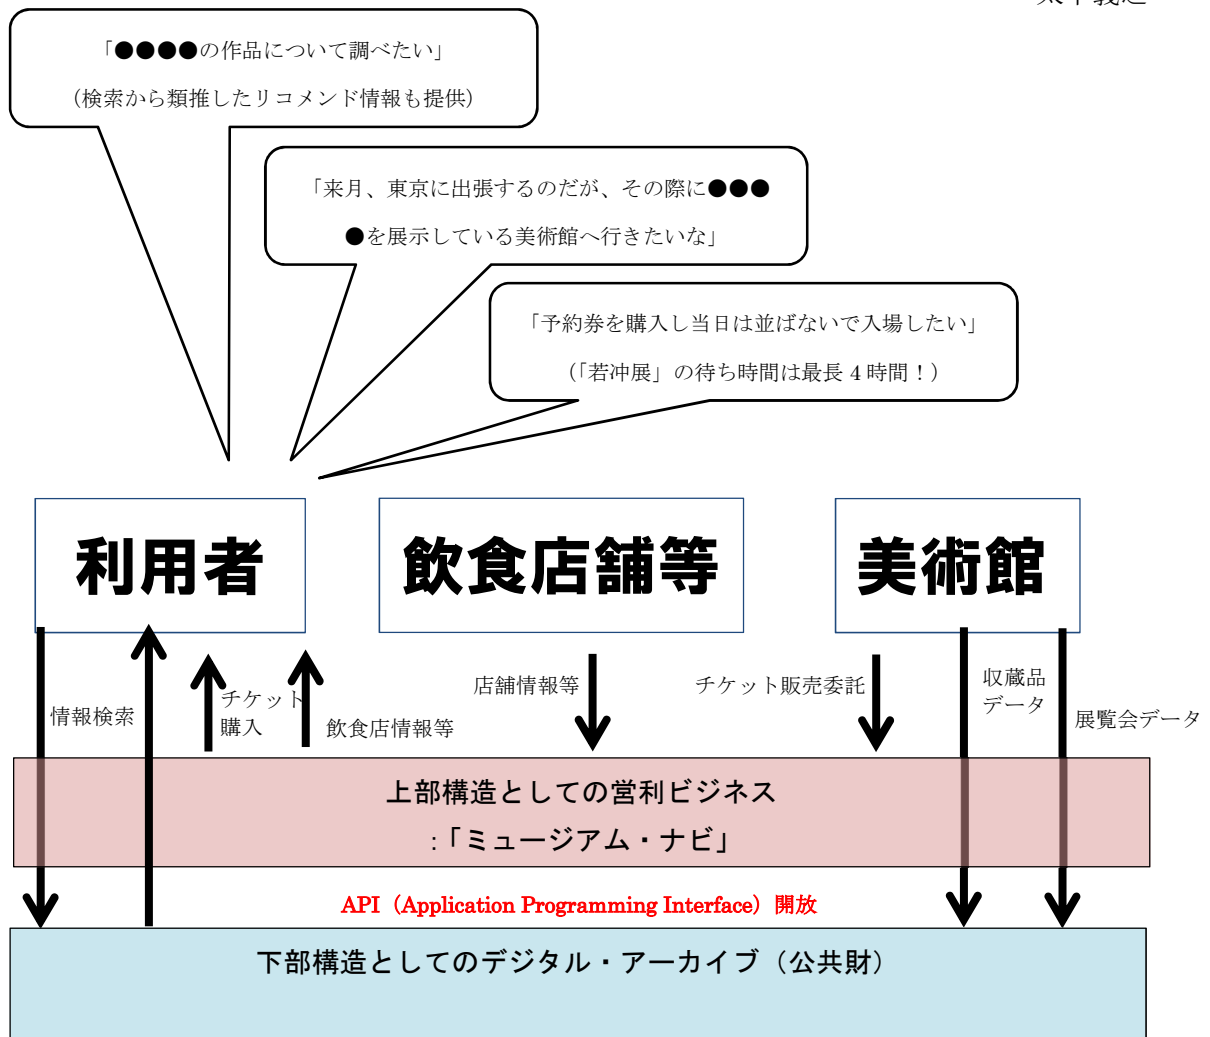 「●●●●の作品について調べたい」
（検索から類推したリコメンド情報も提供）
「来月、東京に出張するのだが、その際に●●●
●を展示している美術館へ行きたいな」
「予約券を購入し当日は並ばないで入場したい」
（「若冲展」の待ち時間は最長 4 時間！）
利用者
飲食店舗等
美術館
情報検索
チケット
購入
飲食店情報等
店舗情報等
チケット販売委託
収蔵品
データ
展覧会データ
上部構造としての営利ビジネス
：「ミュージアム・ナビ」
API（Application Programming Interface）開放
下部構造としてのデジタル・アーカイブ（公共財）